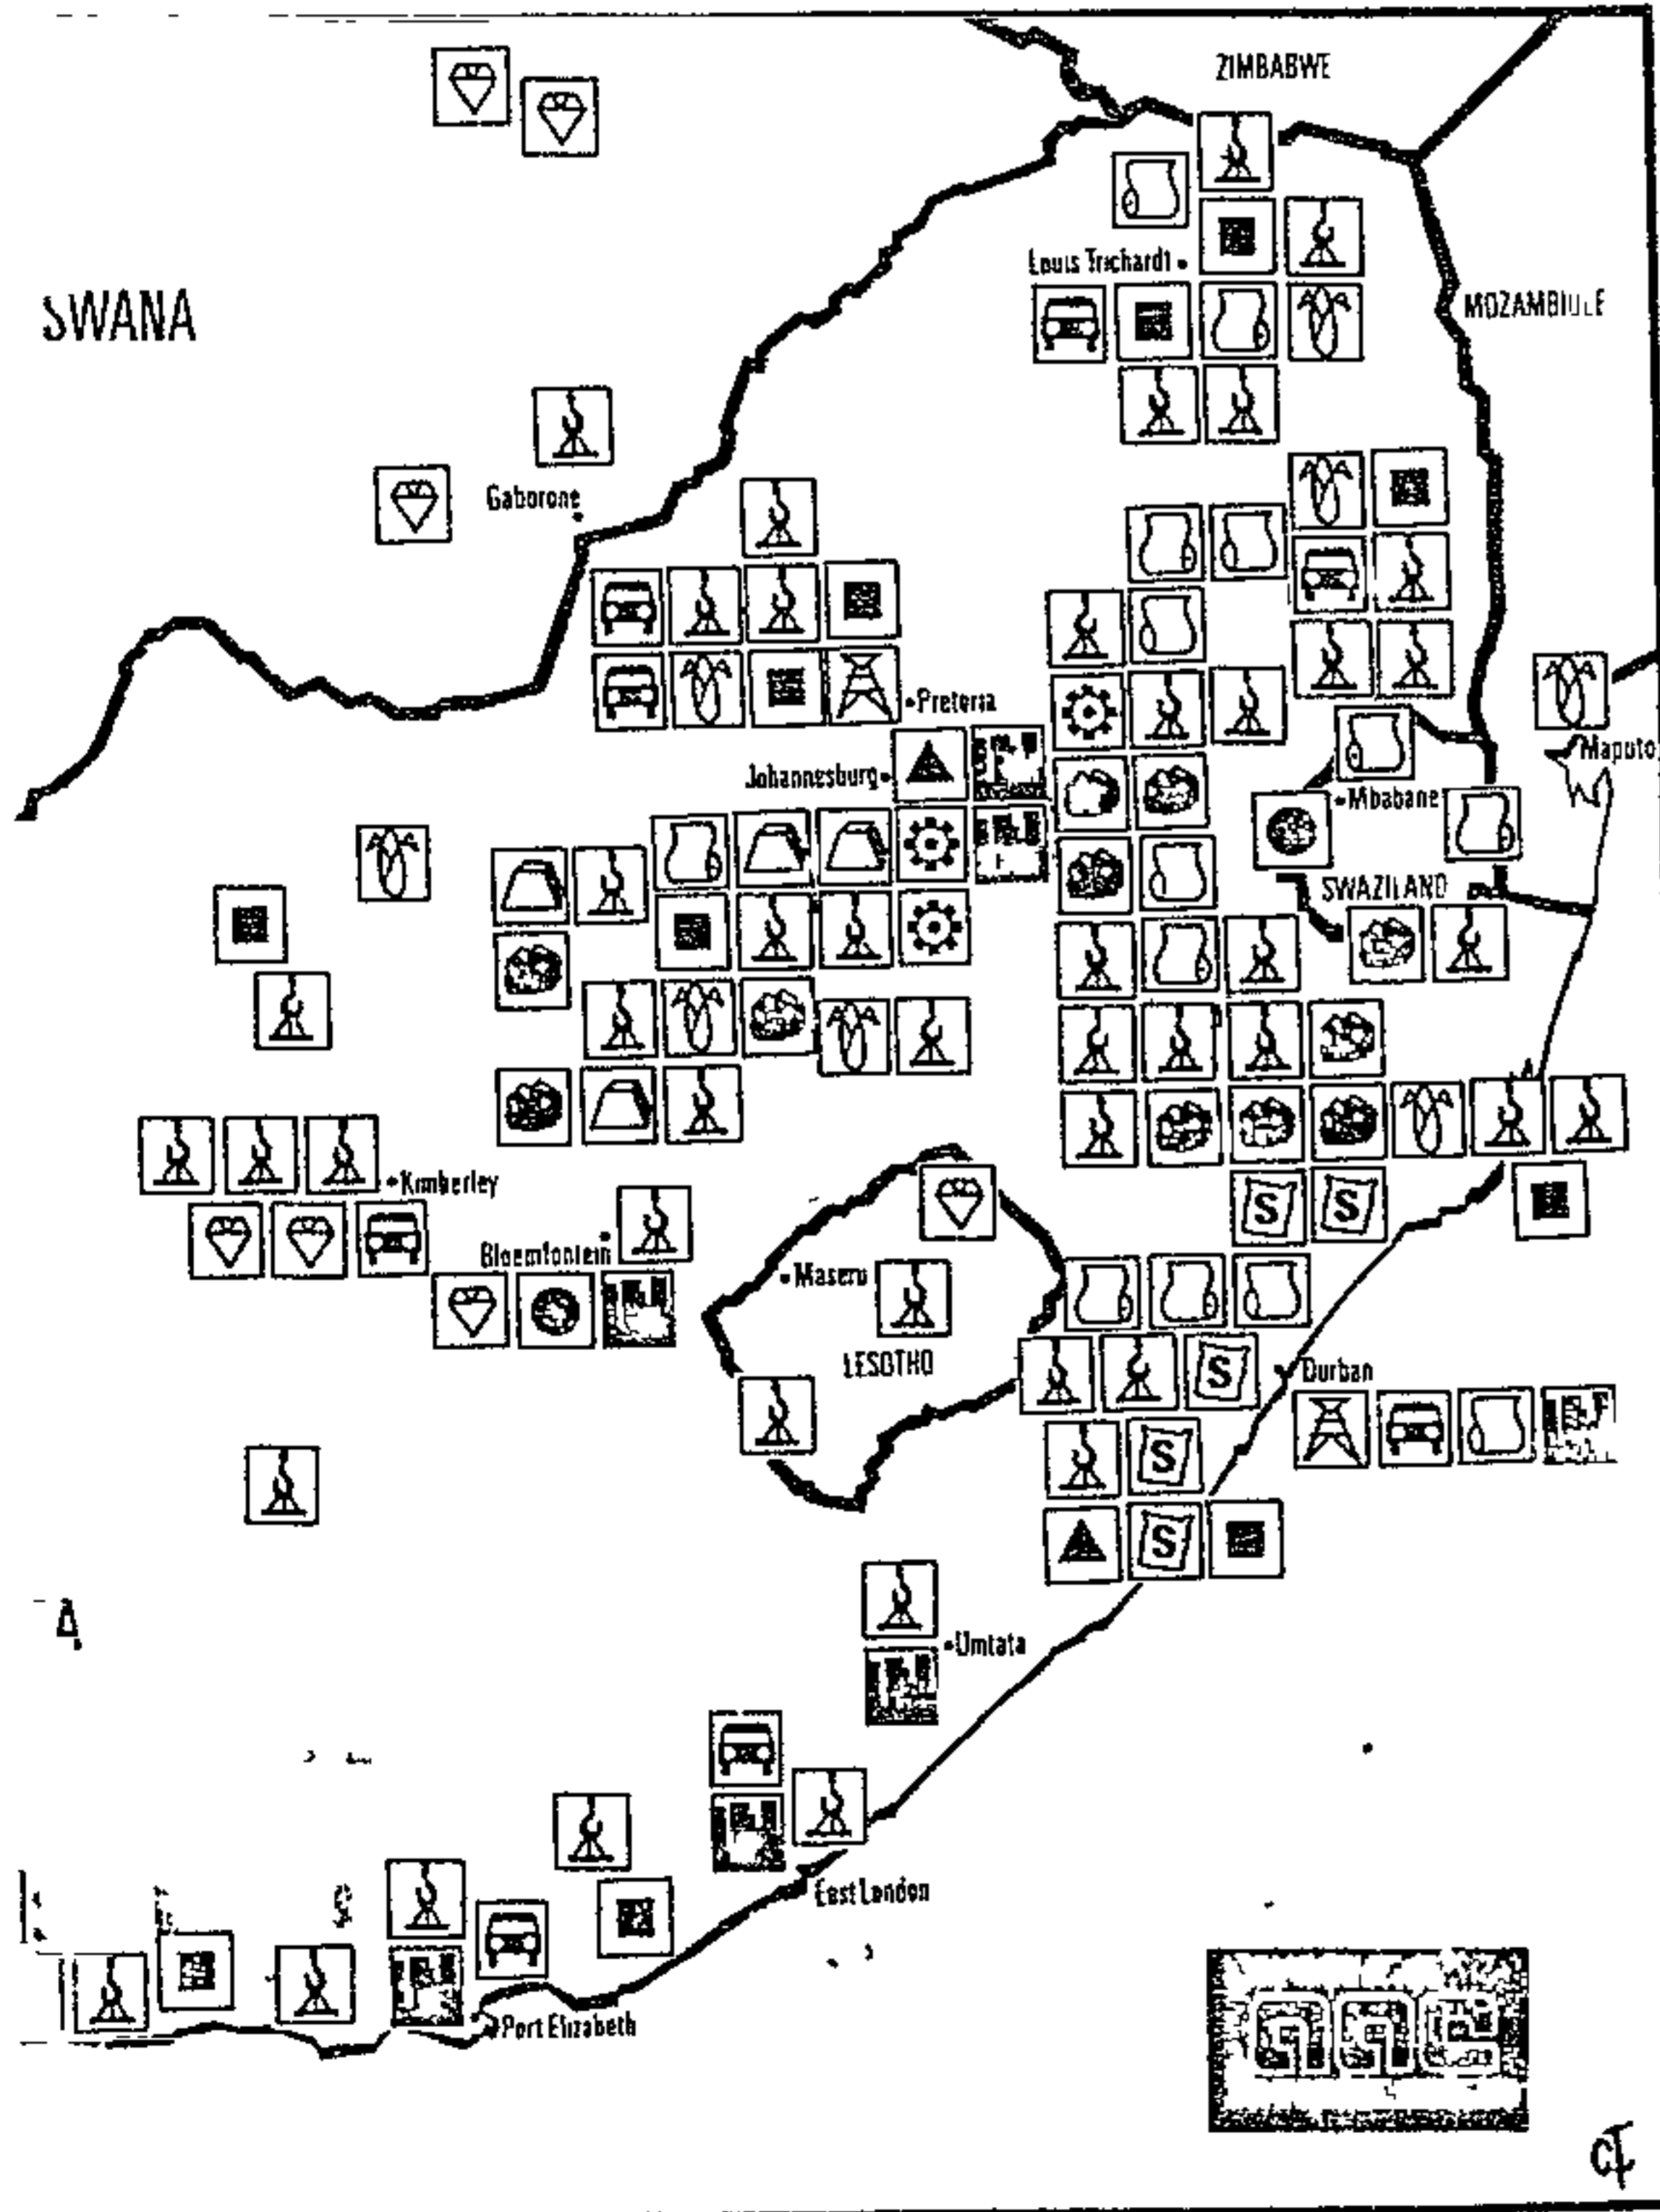 ZIMBABWE
Louis Trichardt
SWANA
Gaborone
Pretoria
Johannesburg
Maputo
Mbabane
SWAZILAND
Kimberley
S S
Bloemfontein
Maseru
LESOTHO
S
Durban
S
S
Umtata
East London
Port Elizabeth
aac